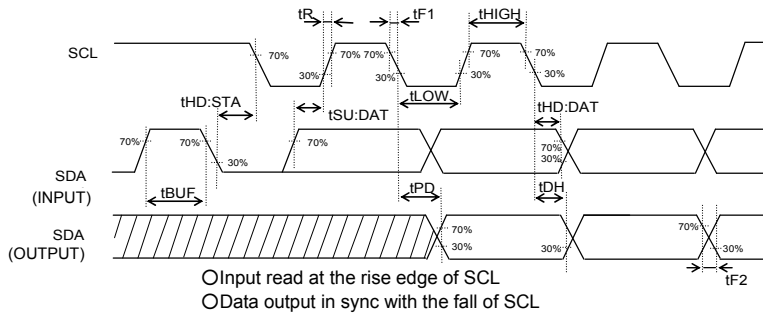 tR tF1 tHIGH
SCL 70% 70% 70% 70%
30% 30% 30%
tHD:STA tSU:DAT tLOW tHD:DAT
70% 70% 30% 70% 70% 30%
SDA
(INPUT)
tBUF tPD tDH
SDA
(OUTPUT)
70% 30% 30% 70% 30%
tF2
○Input read at the rise edge of SCL
○Data output in sync with the fall of SCL